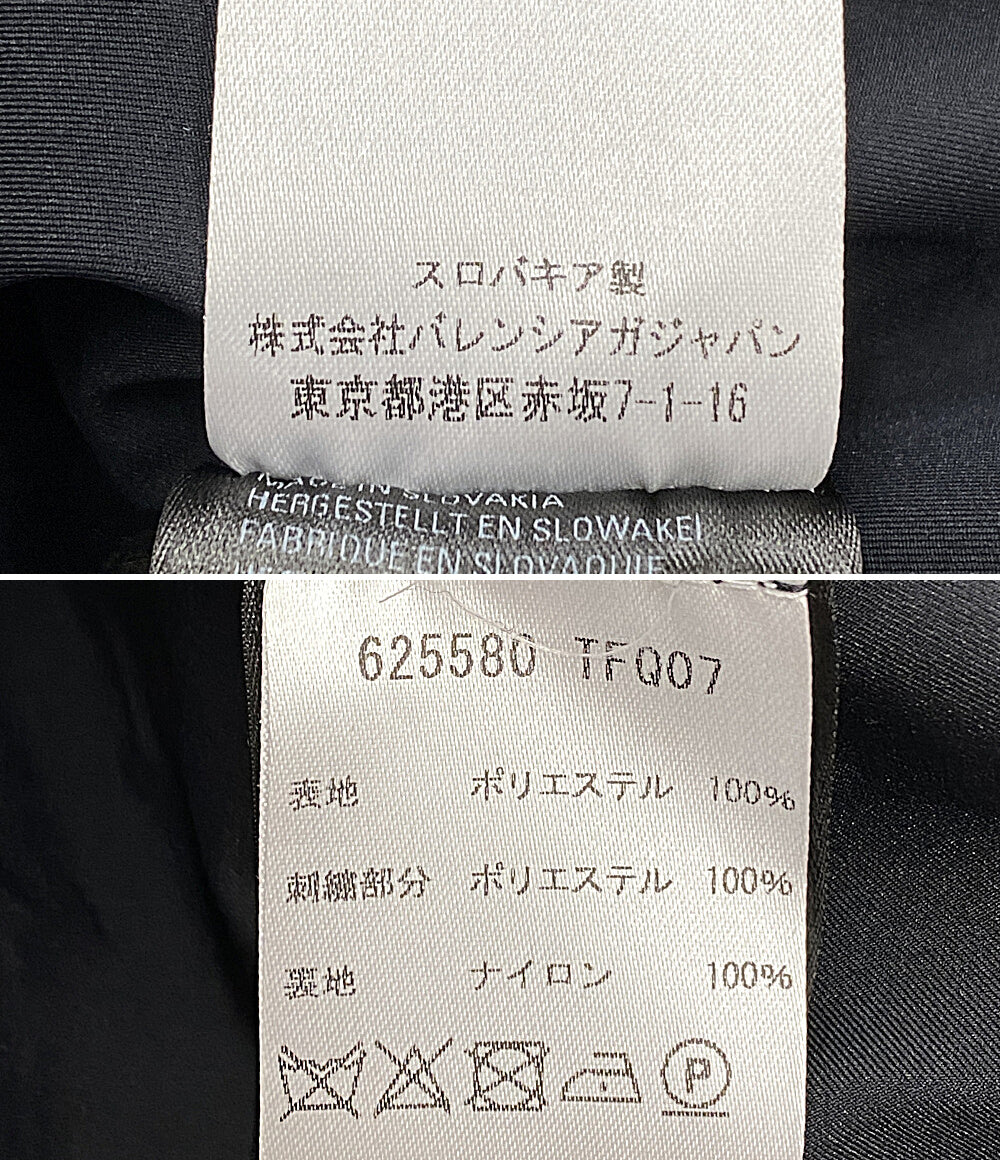 スロバキア製
株式会社バレンシアガジャパン
東京都港区赤坂7-1-16
MADE IN SLOVAKIA
HERGESTELLT EN SLOWAKEI
FABRIQUE EN SLOVAQUIE
625580 TFQ07
表地 ポリエステル 100%
刺繍部分 ポリエステル 100%
裏地 ナイロン 100%
P